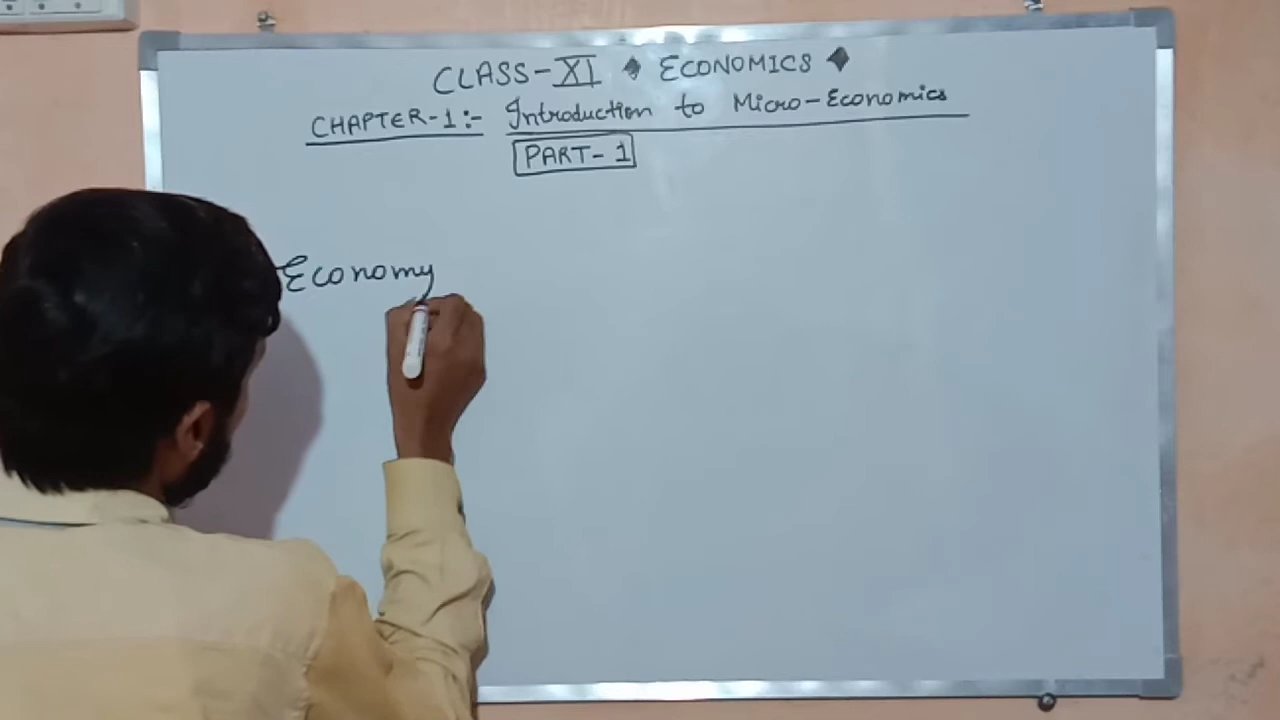 CLASS-XI ♦ ECONOMICS ♦
CHAPTER-1:- Introduction to Micro-Economics
PART-1
Economy